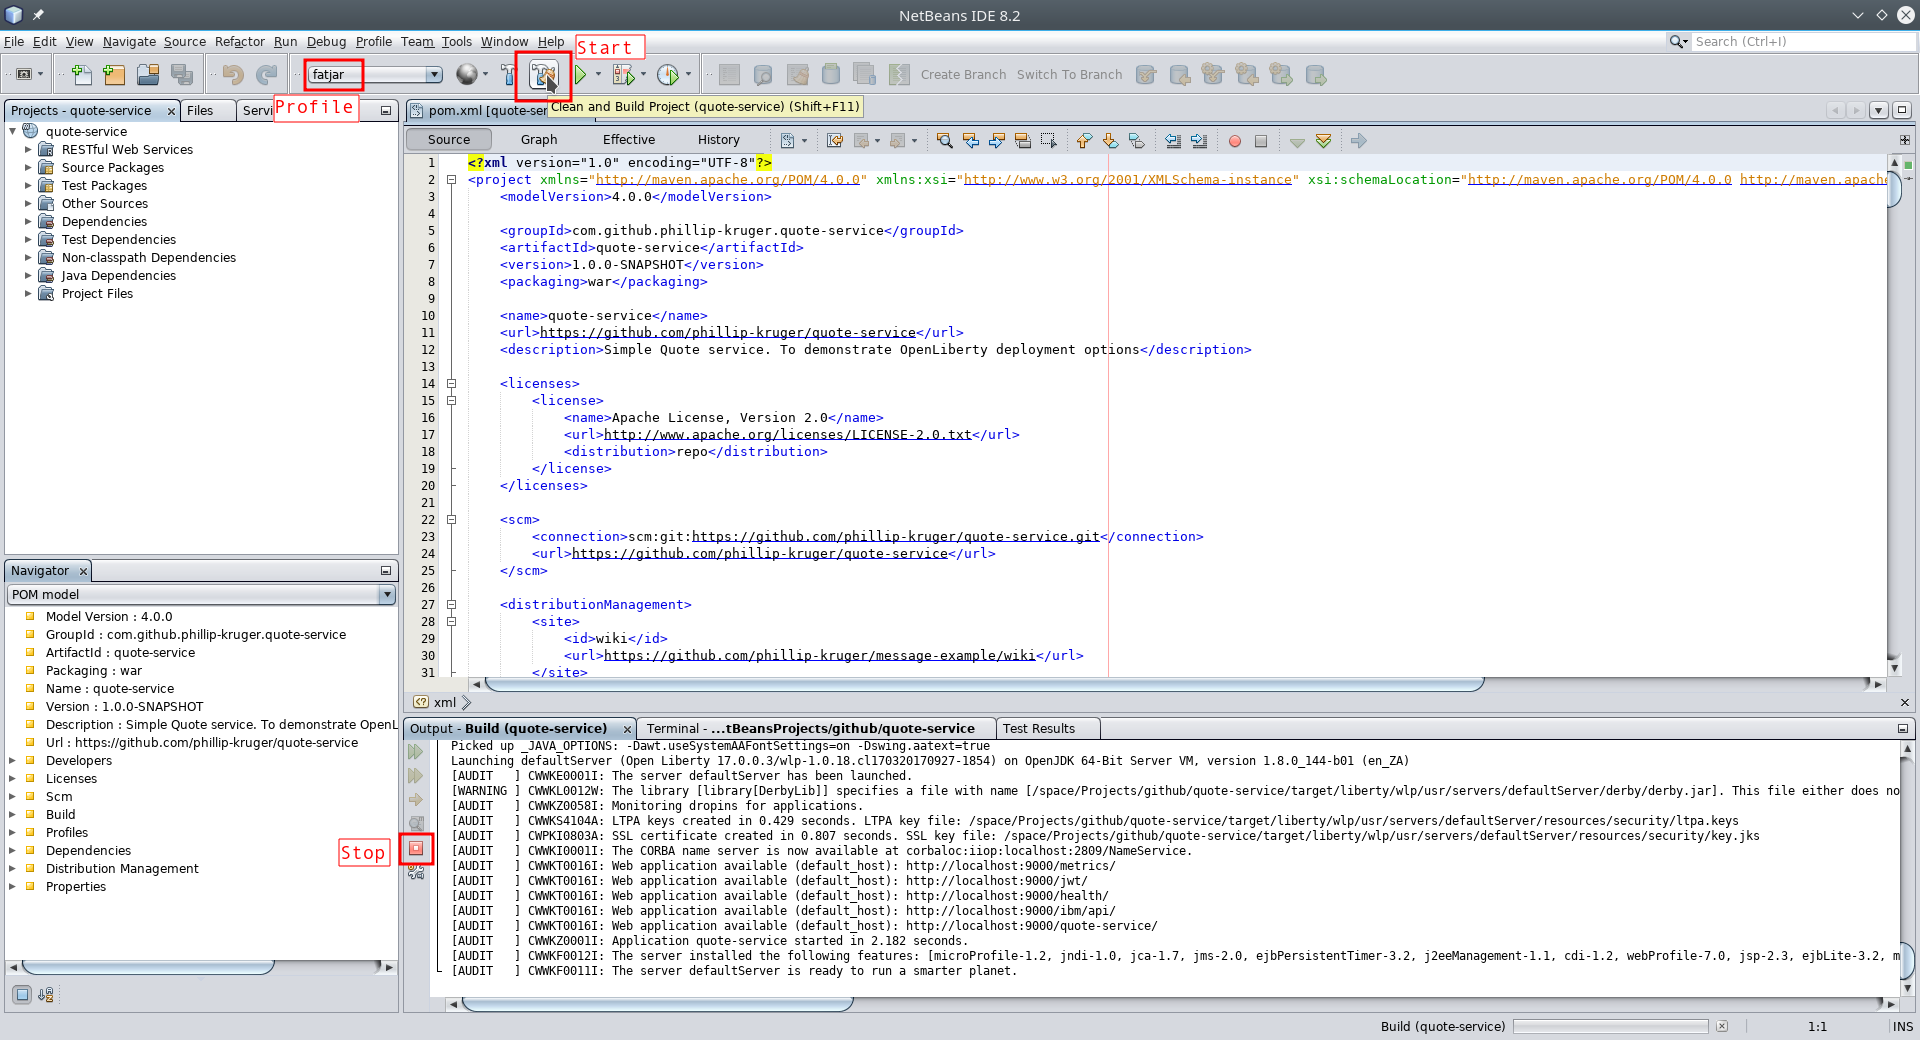 NetBeans IDE 8.2
File Edit View Navigate Source Refactor Run Debug Profile Team Tools Window Help
Start
Search (Ctrl+I)
fatjar
Create Branch Switch To Branch
Profile
Clean and Build Project (quote-service) (Shift+F11)
Projects - quote-service
Files
Servi
quote-service
RESTful Web Services
Source Packages
Test Packages
Other Sources
Dependencies
Test Dependencies
Non-classpath Dependencies
Java Dependencies
Project Files
pom.xml [quote-ser
Source Graph Effective History
1 <?xml version="1.0" encoding="UTF-8"?>
2 <project xmlns="http://maven.apache.org/POM/4.0.0" xmlns:xsi="http://www.w3.org/2001/XMLSchema-instance" xsi:schemaLocation="http://maven.apache.org/POM/4.0.0 http://maven.apache
3 <modelVersion>4.0.0</modelVersion>
4
5 <groupId>com.github.phillip-kruger.quote-service</groupId>
6 <artifactId>quote-service</artifactId>
7 <version>1.0.0-SNAPSHOT</version>
8 <packaging>war</packaging>
9
10 <name>quote-service</name>
11 <url>https://github.com/phillip-kruger/quote-service</url>
12 <description>Simple Quote service. To demonstrate OpenLiberty deployment options</description>
13
14 <licenses>
15 <license>
16 <name>Apache License, Version 2.0</name>
17 <url>http://www.apache.org/licenses/LICENSE-2.0.txt</url>
18 <distribution>repo</distribution>
19 </license>
20 </licenses>
21
22 <scm>
23 <connection>scm:git:https://github.com/phillip-kruger/quote-service.git</connection>
24 <url>https://github.com/phillip-kruger/quote-service</url>
25 </scm>
26
27 <distributionManagement>
28 <site>
29 <id>wiki</id>
30 <url>https://github.com/phillip-kruger/message-example/wiki</url>
31 </site>
xml
Navigator
POM model
Model Version : 4.0.0
GroupId : com.github.phillip-kruger.quote-service
ArtifactId : quote-service
Packaging : war
Name : quote-service
Version : 1.0.0-SNAPSHOT
Description : Simple Quote service. To demonstrate OpenL
Url : https://github.com/phillip-kruger/quote-service
Developers
Licenses
Scm
Build
Profiles
Dependencies
Distribution Management
Properties
Stop
Output - Build (quote-service)
Terminal - ...tBeansProjects/github/quote-service
Test Results
Picked up _JAVA_OPTIONS: -Dawt.useSystemAAFontSettings=on -Dswing.aatext=true
Launching defaultServer (Open Liberty 17.0.0.3/wlp-1.0.18.cl170320170927-1854) on OpenJDK 64-Bit Server VM, version 1.8.0_144-b01 (en_ZA)
[AUDIT ] CWWKE0001I: The server defaultServer has been launched.
[WARNING ] CWWKL0012W: The library [library[DerbyLib]] specifies a file with name [/space/Projects/github/quote-service/target/liberty/wlp/usr/servers/defaultServer/derby/derby.jar]. This file either does no
[AUDIT ] CWWKZ0058I: Monitoring dropins for applications.
[AUDIT ] CWWKS4104A: LTPA keys created in 0.429 seconds. LTPA key file: /space/Projects/github/quote-service/target/liberty/wlp/usr/servers/defaultServer/resources/security/ltpa.keys
[AUDIT ] CWPKI0803A: SSL certificate created in 0.807 seconds. SSL key file: /space/Projects/github/quote-service/target/liberty/wlp/usr/servers/defaultServer/resources/security/key.jks
[AUDIT ] CWWKI0001I: The CORBA name server is now available at corbaloc:iiop:localhost:2809/NameService.
[AUDIT ] CWWKT0016I: Web application available (default_host): http://localhost:9000/metrics/
[AUDIT ] CWWKT0016I: Web application available (default_host): http://localhost:9000/jwt/
[AUDIT ] CWWKT0016I: Web application available (default_host): http://localhost:9000/health/
[AUDIT ] CWWKT0016I: Web application available (default_host): http://localhost:9000/ibm/api/
[AUDIT ] CWWKT0016I: Web application available (default_host): http://localhost:9000/quote-service/
[AUDIT ] CWWKZ0001I: Application quote-service started in 2.182 seconds.
[AUDIT ] CWWKF0012I: The server installed the following features: [microProfile-1.2, jndi-1.0, jca-1.7, jms-2.0, ejbPersistentTimer-3.2, j2eeManagement-1.1, cdi-1.2, webProfile-7.0, jsp-2.3, ejbLite-3.2, m
[AUDIT ] CWWKF0011I: The server defaultServer is ready to run a smarter planet.
Build (quote-service)
1:1
INS